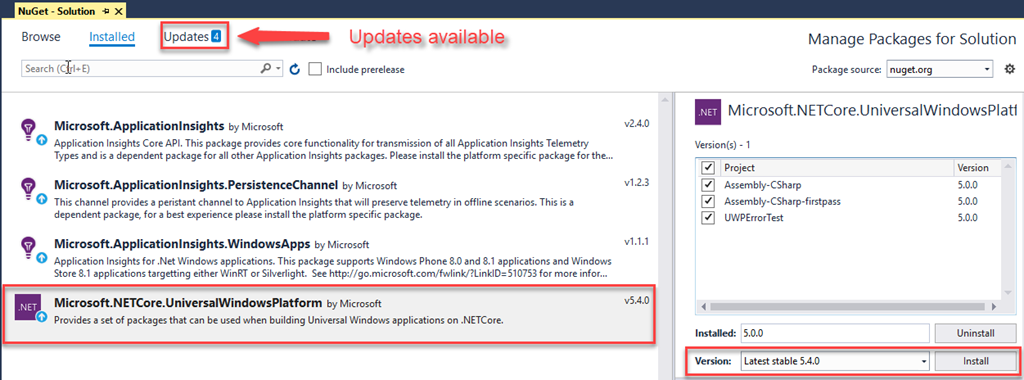 NuGet - Solution
Browse Installed Updates 4 Updates available
Manage Packages for Solution
Search (Ctrl+E) Include prerelease
Package source: nuget.org
Microsoft.ApplicationInsights by Microsoft v2.4.0
Application Insights Core API. This package provides core functionality for transmission of all Application Insights Telemetry
Types and is a dependent package for all other Application Insights packages. Please install the platform specific package for the...
Microsoft.ApplicationInsights.PersistenceChannel by Microsoft v1.2.3
This channel provides a peristant channel to Application Insights that will preserve telemetry in offline scenarios. This is a
dependent package, for a best experience please install the platform specific package.
Microsoft.ApplicationInsights.WindowsApps by Microsoft v1.1.1
Application Insights for .Net Windows applications. This package supports Windows Phone 8.0 and 8.1 applications and Windows
Store 8.1 applications targetting either WinRT or Silverlight. See http://go.microsoft.com/fwlink/?LinkID=510753 for more infor...
.NET
Microsoft.NETCore.UniversalWindowsPlatform by Microsoft v5.4.0
Provides a set of packages that can be used when building Universal Windows applications on .NETCore.
.NET
Microsoft.NETCore.UniversalWindowsPlatf
Version(s) - 1
Project Version
Assembly-CSharp 5.0.0
Assembly-CSharp-firstpass 5.0.0
UWPErrorTest 5.0.0
Installed: 5.0.0 Uninstall
Version: Latest stable 5.4.0 Install